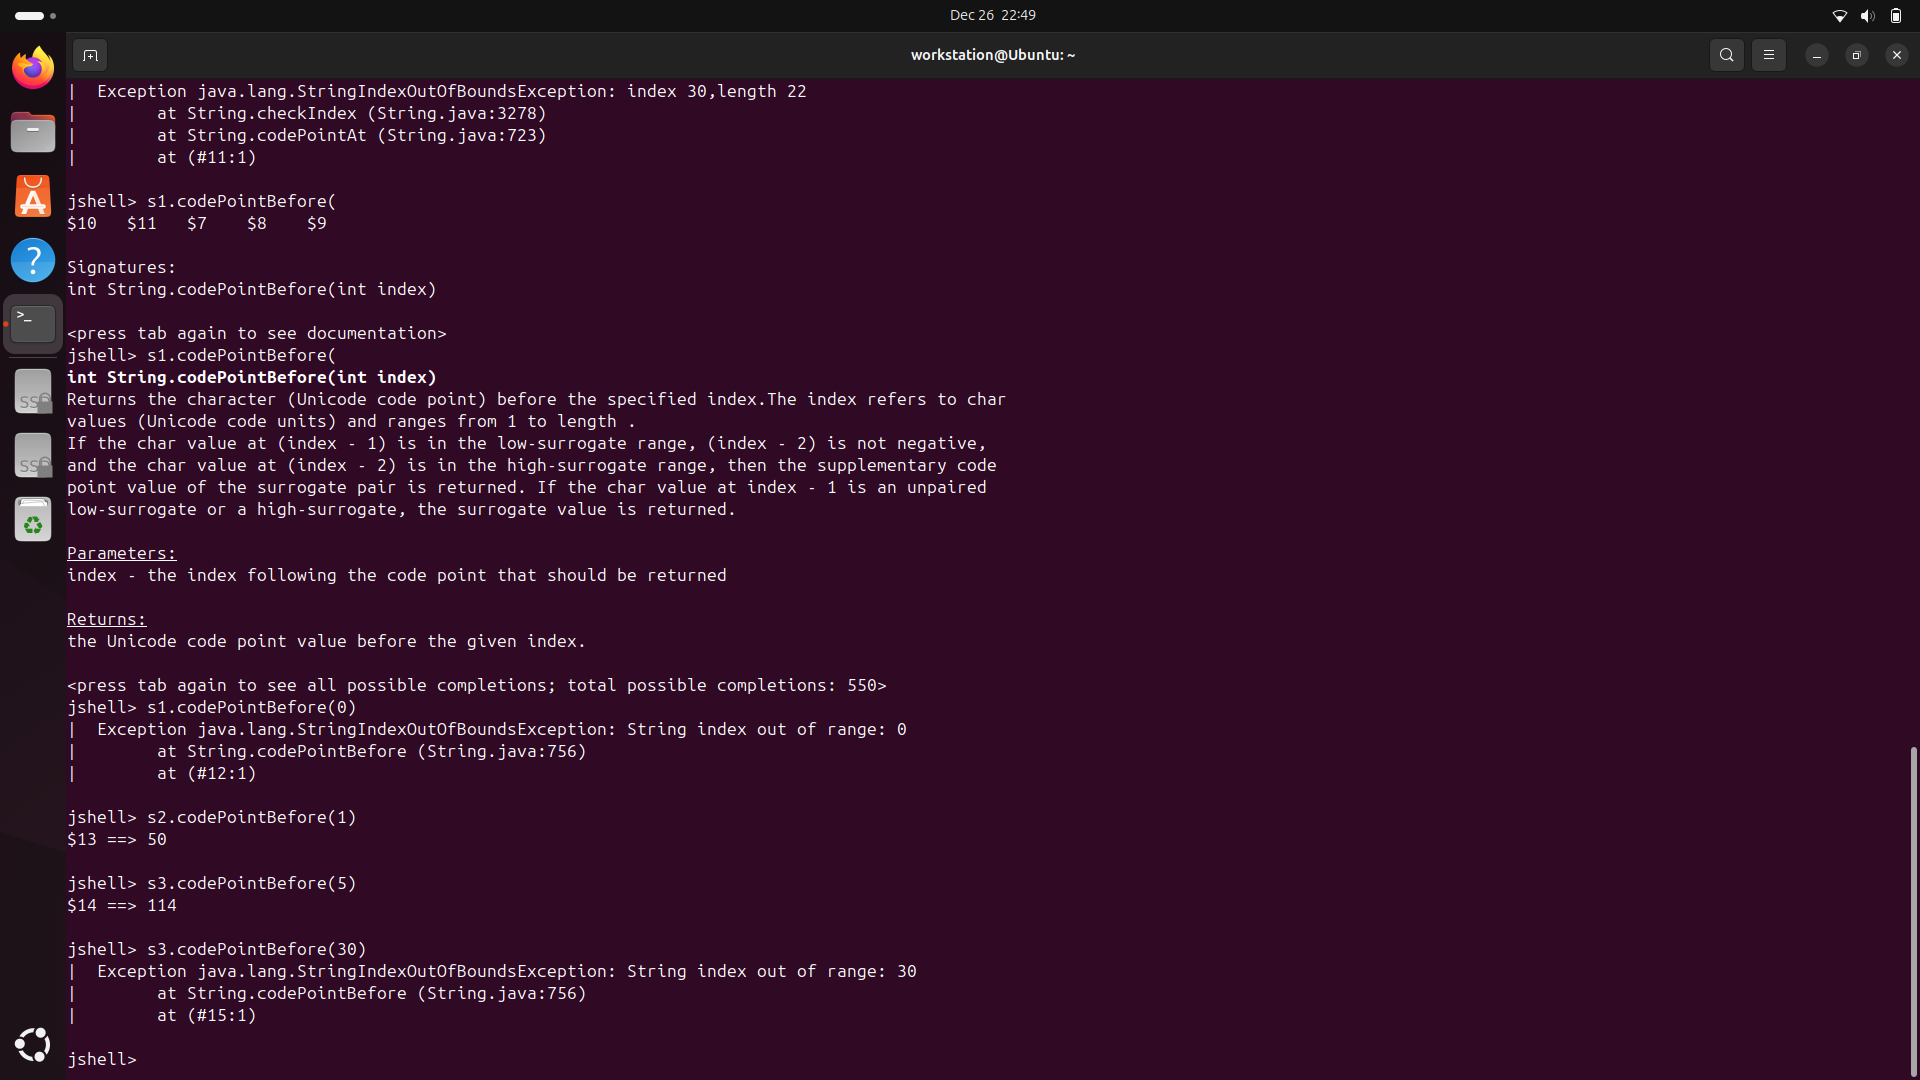 Dec 26  22:49
workstation@Ubuntu: ~
|  Exception java.lang.StringIndexOutOfBoundsException: index 30,length 22
|        at String.checkIndex (String.java:3278)
|        at String.codePointAt (String.java:723)
|        at (#11:1)
jshell> s1.codePointBefore(
$10   $11   $7    $8    $9
Signatures:
int String.codePointBefore(int index)
<press tab again to see documentation>
jshell> s1.codePointBefore(
int String.codePointBefore(int index)
Returns the character (Unicode code point) before the specified index.The index refers to char
values (Unicode code units) and ranges from 1 to length .
If the char value at (index - 1) is in the low-surrogate range, (index - 2) is not negative,
and the char value at (index - 2) is in the high-surrogate range, then the supplementary code
point value of the surrogate pair is returned. If the char value at index - 1 is an unpaired
low-surrogate or a high-surrogate, the surrogate value is returned.
Parameters:
index - the index following the code point that should be returned
Returns:
the Unicode code point value before the given index.
<press tab again to see all possible completions; total possible completions: 550>
jshell> s1.codePointBefore(0)
|  Exception java.lang.StringIndexOutOfBoundsException: String index out of range: 0
|        at String.codePointBefore (String.java:756)
|        at (#12:1)
jshell> s2.codePointBefore(1)
$13 ==> 50
jshell> s3.codePointBefore(5)
$14 ==> 114
jshell> s3.codePointBefore(30)
|  Exception java.lang.StringIndexOutOfBoundsException: String index out of range: 30
|        at String.codePointBefore (String.java:756)
|        at (#15:1)
jshell>